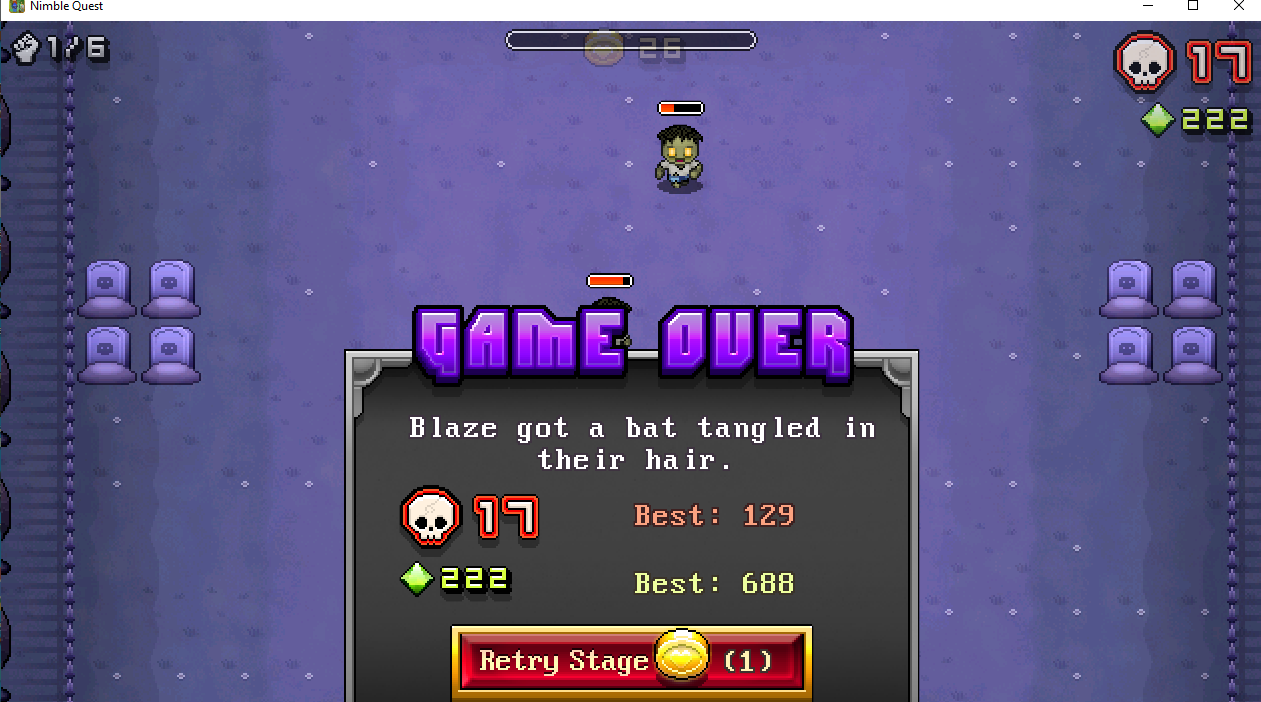 Nimble Quest
1/6
26
17
222
GAME OVER
Blaze got a bat tangled in
their hair.
17
Best: 129
222
Best: 688
Retry Stage (1)